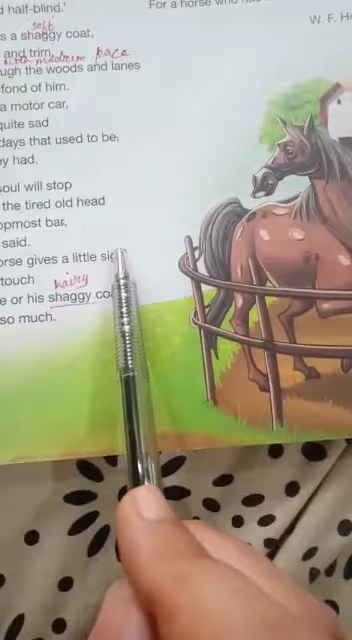 d half-blind.'
For a horse who
W. F. H
soft
s a shaggy coat,
and trim,
with medium pace
ugh the woods and lanes
fond of him.
a motor car,
quite sad
days that used to be,
ey had.
soul will stop
the tired old head
opmost bar,
said.
orse gives a little si
touch
hairy
e or his shaggy co
so much.